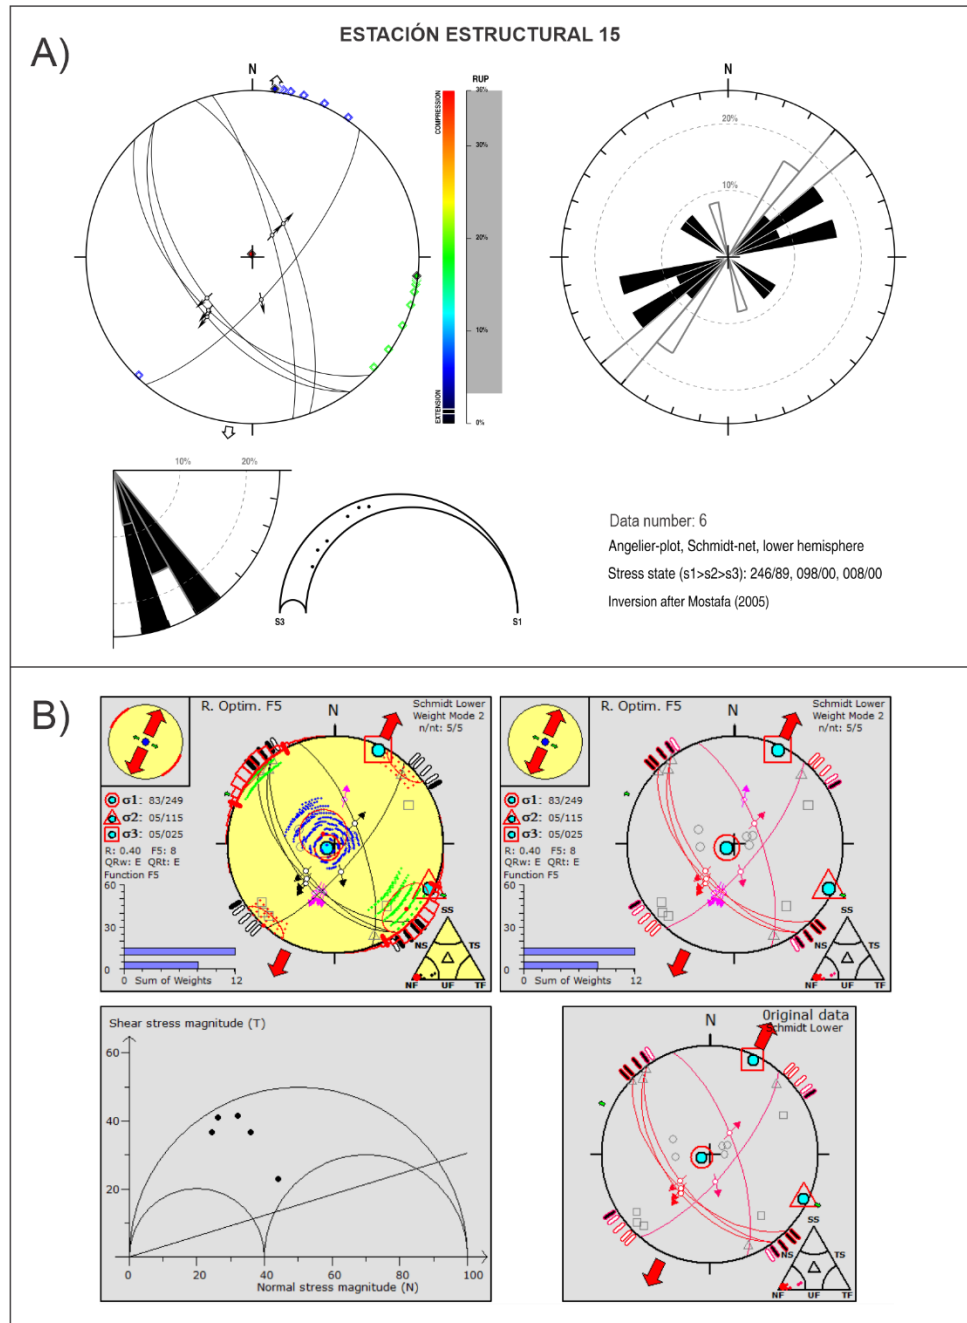 ESTACIÓN ESTRUCTURAL 15
A)
N
RUP
COMPRESSION
EXTENSION
30%
20%
10%
0%
N
20%
10%
10%
20%
S3
S1
Data number: 6
Angelier-plot, Schmidt-net, lower hemisphere
Stress state (s1>s2>s3): 246/89, 098/00, 008/00
Inversion after Mostafa (2005)
B)
R. Optim. F5
N
Schmidt Lower
Weight Mode 2
n/nt: 5/5
σ1: 83/249
σ2: 05/115
σ3: 05/025
R: 0.40 F5: 8
QRw: E QRt: E
Function F5
60
30
0
0 Sum of Weights 12
SS
NS
TS
NF
UF
TF
R. Optim. F5
N
Schmidt Lower
Weight Mode 2
n/nt: 5/5
σ1: 83/249
σ2: 05/115
σ3: 05/025
R: 0.40 F5: 8
QRw: E QRt: E
Function F5
60
30
0
0 Sum of Weights 12
SS
NS
TS
NF
UF
TF
Shear stress magnitude (T)
60
40
20
0 20 40 60 80 100
Normal stress magnitude (N)
N
Original data
Schmidt Lower
SS
NS
TS
NF
UF
TF